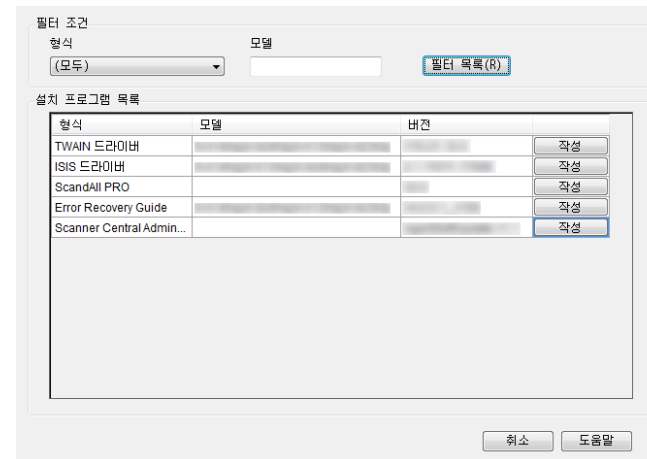 필터 조건
형식 모델
(모두) 필터 목록(R)
설치 프로그램 목록
형식 모델 버전
TWAIN 드라이버 작성
ISIS 드라이버 작성
ScandAll PRO 작성
Error Recovery Guide 작성
Scanner Central Admin... 작성
취소 도움말